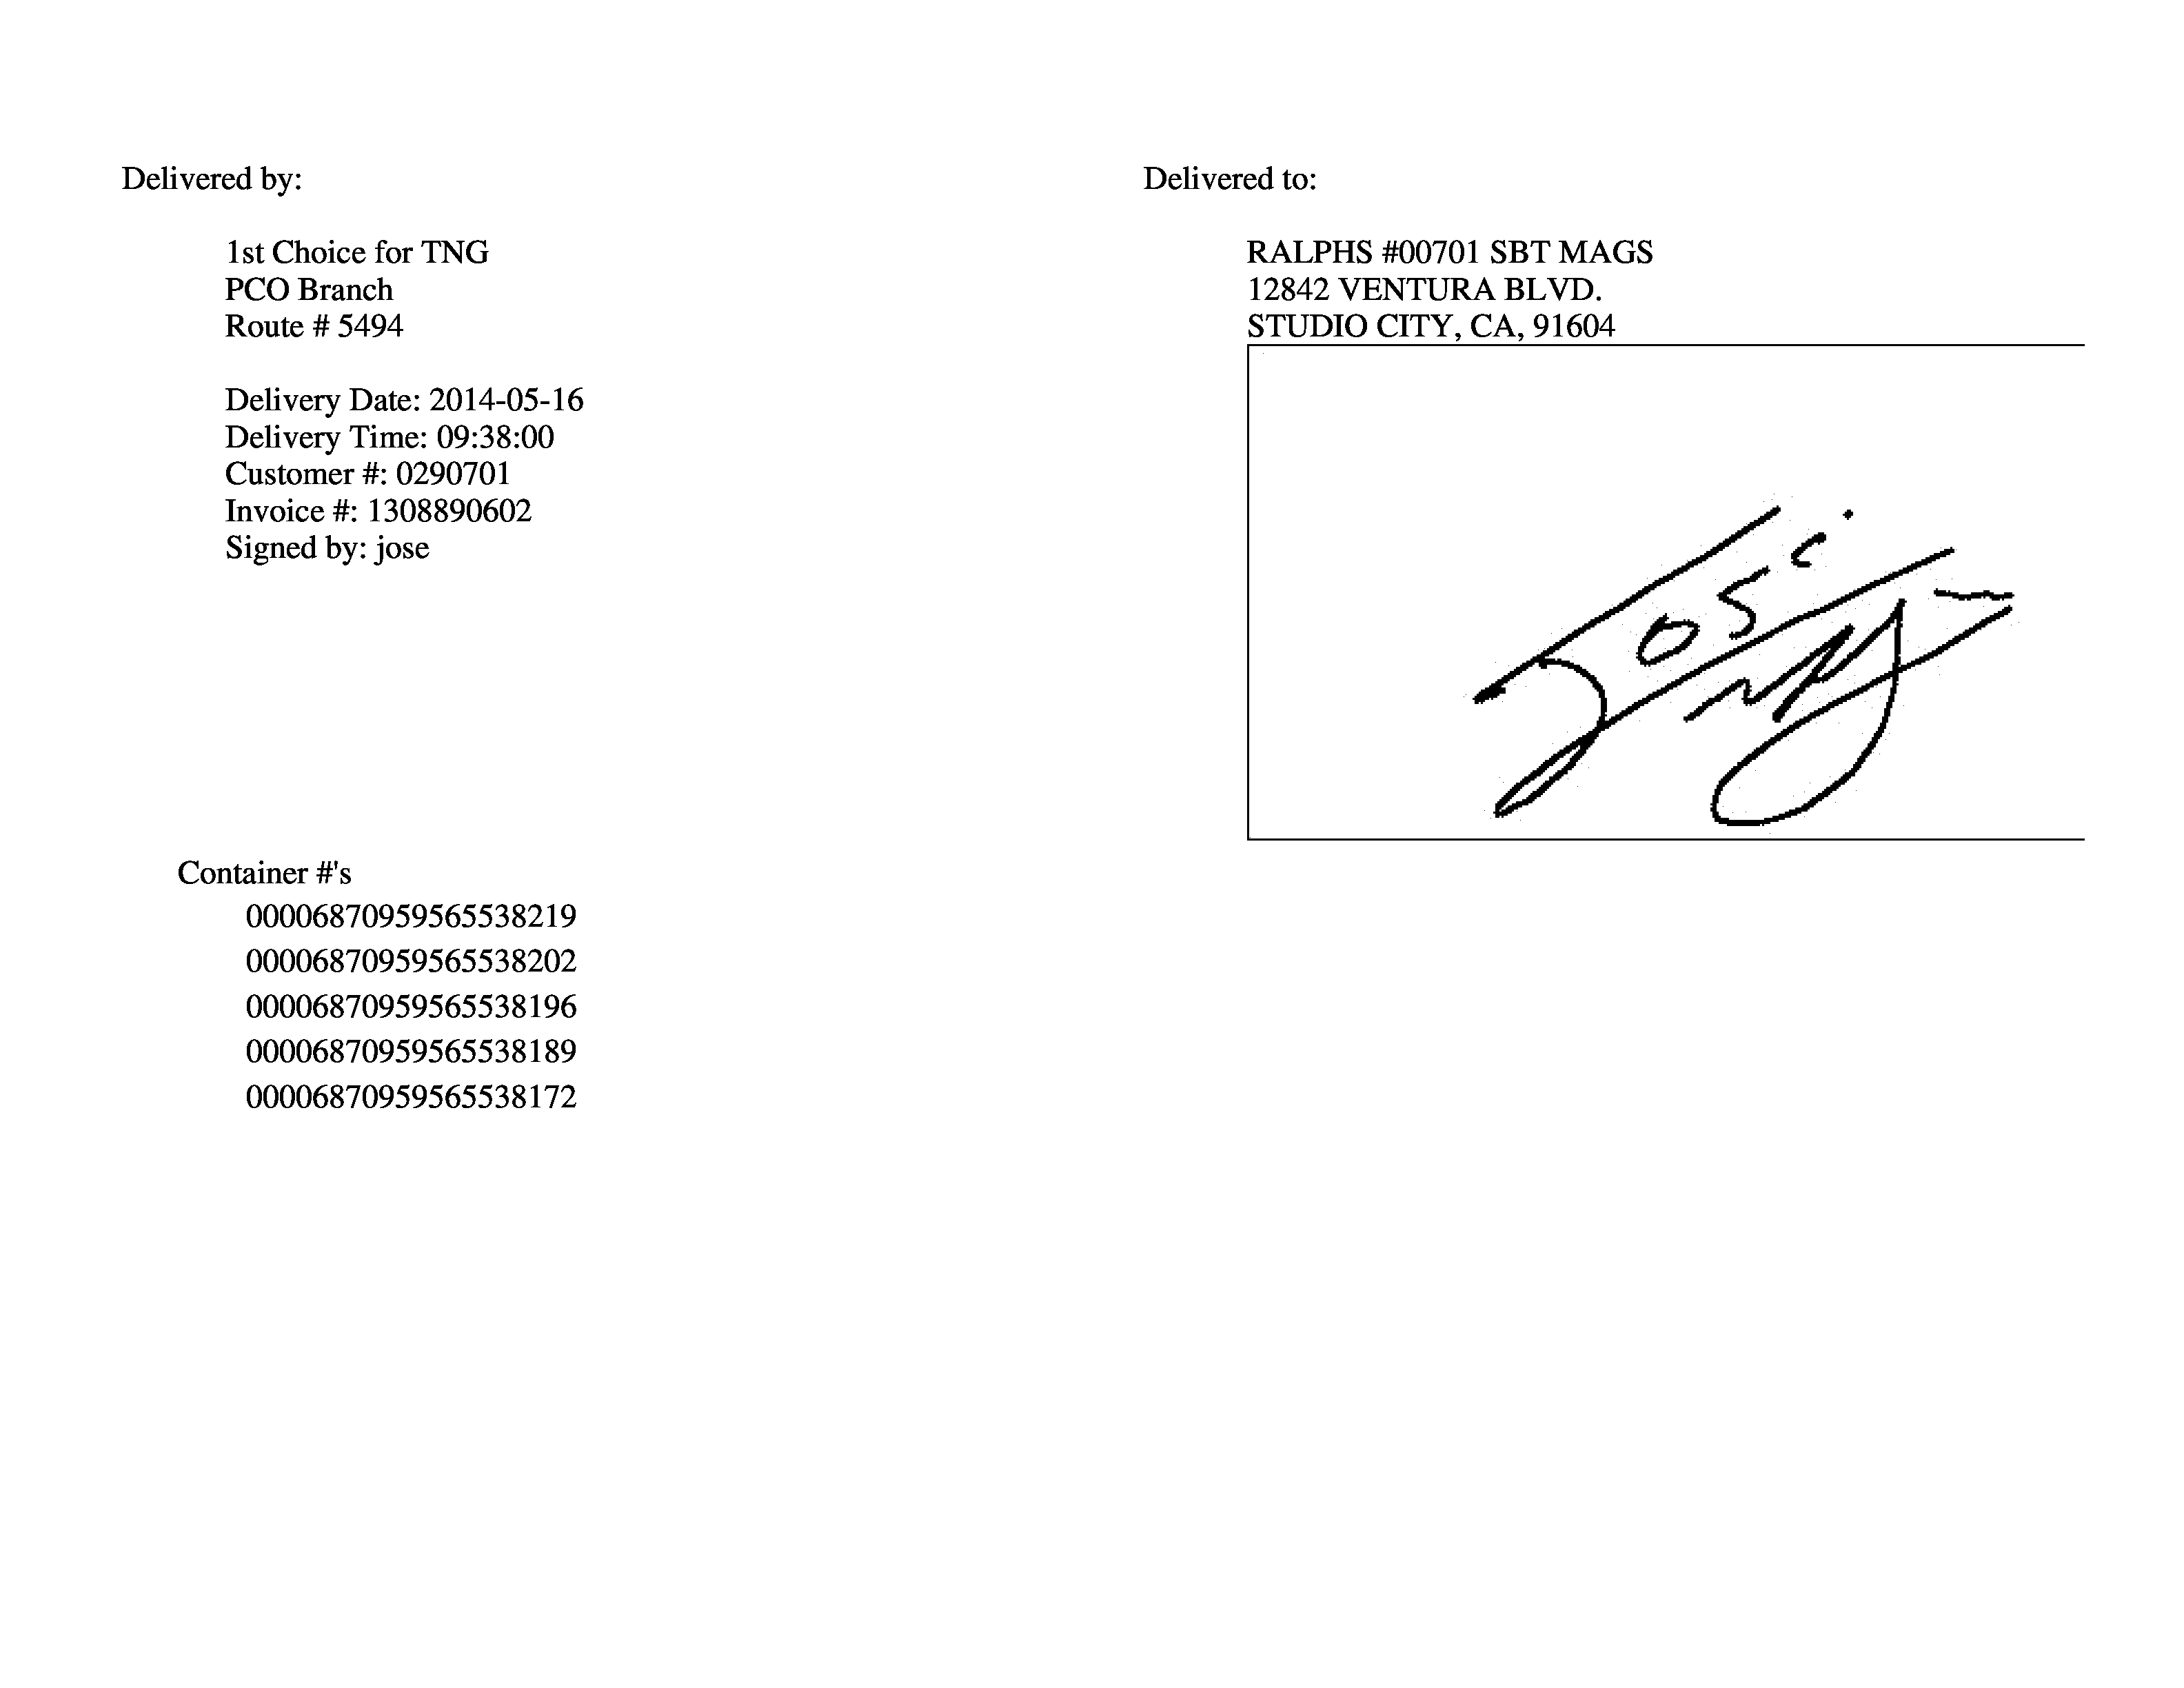 Delivered by:
1st Choice for TNG
PCO Branch
Route # 5494
Delivery Date: 2014-05-16
Delivery Time: 09:38:00
Customer #: 0290701
Invoice #: 1308890602
Signed by: jose
Delivered to:
RALPHS #00701 SBT MAGS
12842 VENTURA BLVD.
STUDIO CITY, CA, 91604
Container #'s
00006870959565538219
00006870959565538202
00006870959565538196
00006870959565538189
00006870959565538172